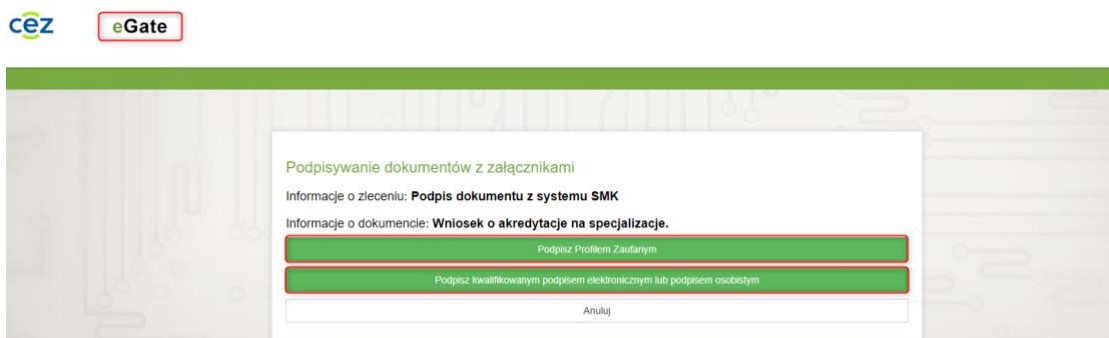 cez eGate
Podpisywanie dokumentów z załącznikami
Informacje o zleceniu: Podpis dokumentu z systemu SMK
Informacje o dokumencie: Wniosek o akredytacje na specjalizacje.
Podpisz Profilem Zaufanym
Podpisz kwalifikowanym podpisem elektronicznym lub podpisem osobistym
Anuluj